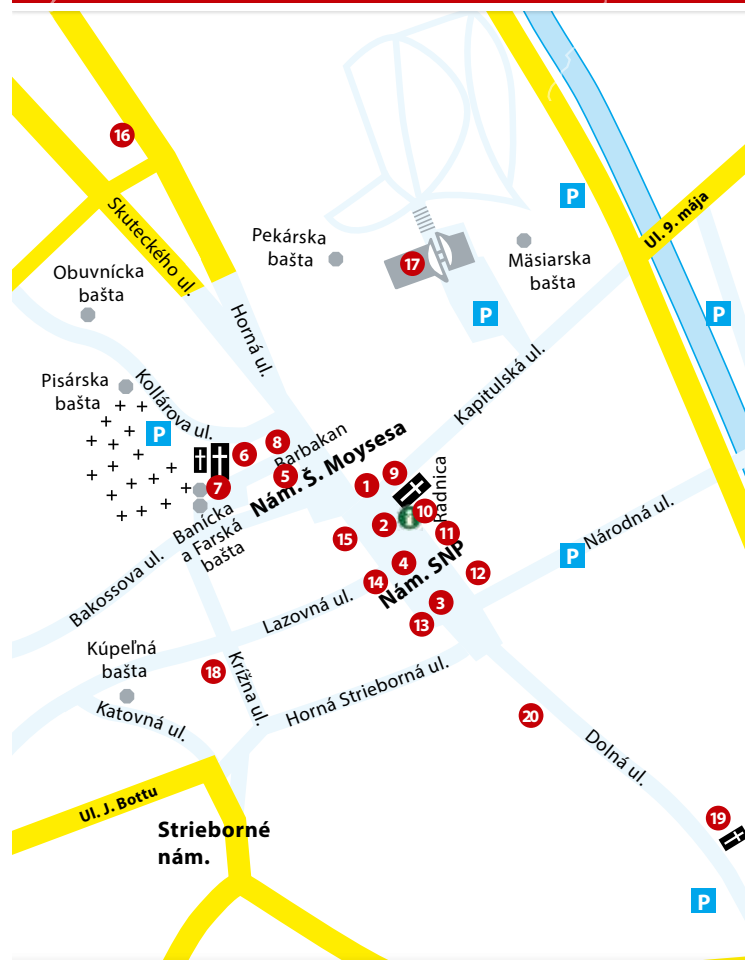 16
P
Ul. 9. mája
Skuteckého ul.
Pekárska
bašta
17
Mäsiarska
bašta
Obuvnícka
bašta
P
P
Horná ul.
Pisárska
bašta
Kollárova ul.
Kapitulská ul.
P
6
8
Barbakan
5
7
Nám. Š. Moysesa
1
9
Radnica
10
2
i
11
15
Banícka
a Farská
bašta
Národná ul.
P
4
Nám. SNP
12
14
3
13
Bakossova ul.
Lazovná ul.
Kúpeľná
bašta
18
Krížna ul.
Horná Strieborná ul.
Katovná ul.
20
Dolná ul.
Ul. J. Bottu
Strieborné
nám.
19
P